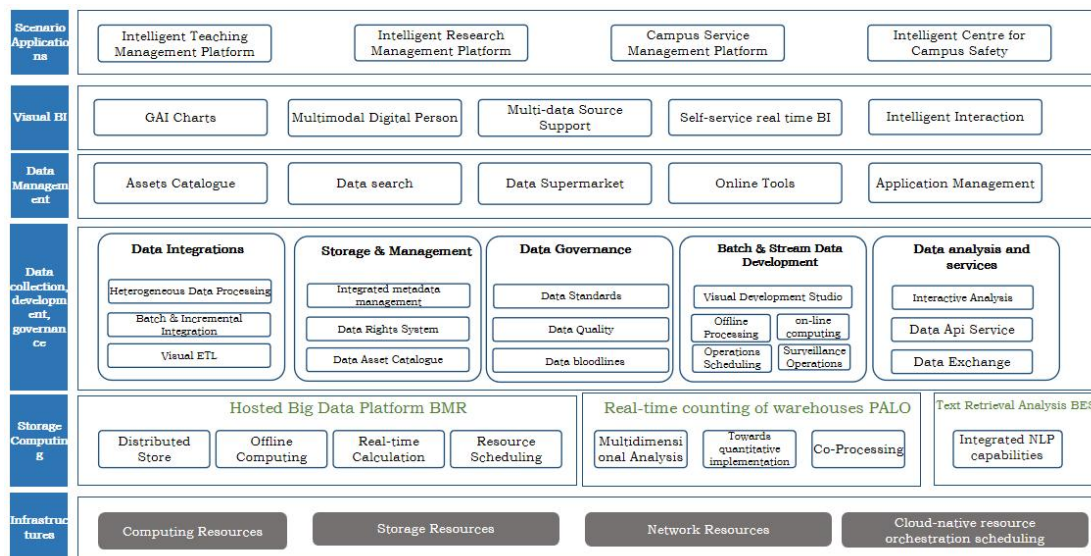 Scenario
Applicatio
ns
Intelligent Teaching
Management Platform
Intelligent Research
Management Platform
Campus Service
Management Platform
Intelligent Centre for
Campus Safety
Visual BI
GAI Charts
Multimodal Digital Person
Multi-data Source
Support
Self-service real time BI
Intelligent Interaction
Data
Managem
ent
Assets Catalogue
Data search
Data Supermarket
Online Tools
Application Management
Data
collection,
developm
ent,
governan
ce
Data Integrations
Heterogeneous Data Processing
Batch & Incremental
Integration
Visual ETL
Storage & Management
Integrated metadata
management
Data Rights System
Data Asset Catalogue
Data Governance
Data Standards
Data Quality
Data bloodlines
Batch & Stream Data
Development
Visual Development Studio
Offline
Processing
on-line
computing
Operations
Scheduling
Surveillance
Operations
Data analysis and
services
Interactive Analysis
Data Api Service
Data Exchange
Storage
Computin
g
Hosted Big Data Platform BMR
Distributed
Store
Offline
Computing
Real-time
Calculation
Resource
Scheduling
Real-time counting of warehouses PALO
Multidimensi
onal Analysis
Towards
quantitative
implementation
Co-Processing
Text Retrieval Analysis BES
Integrated NLP
capabilities
Infrastruc
tures
Computing Resources
Storage Resources
Network Resources
Cloud-native resource
orchestration scheduling